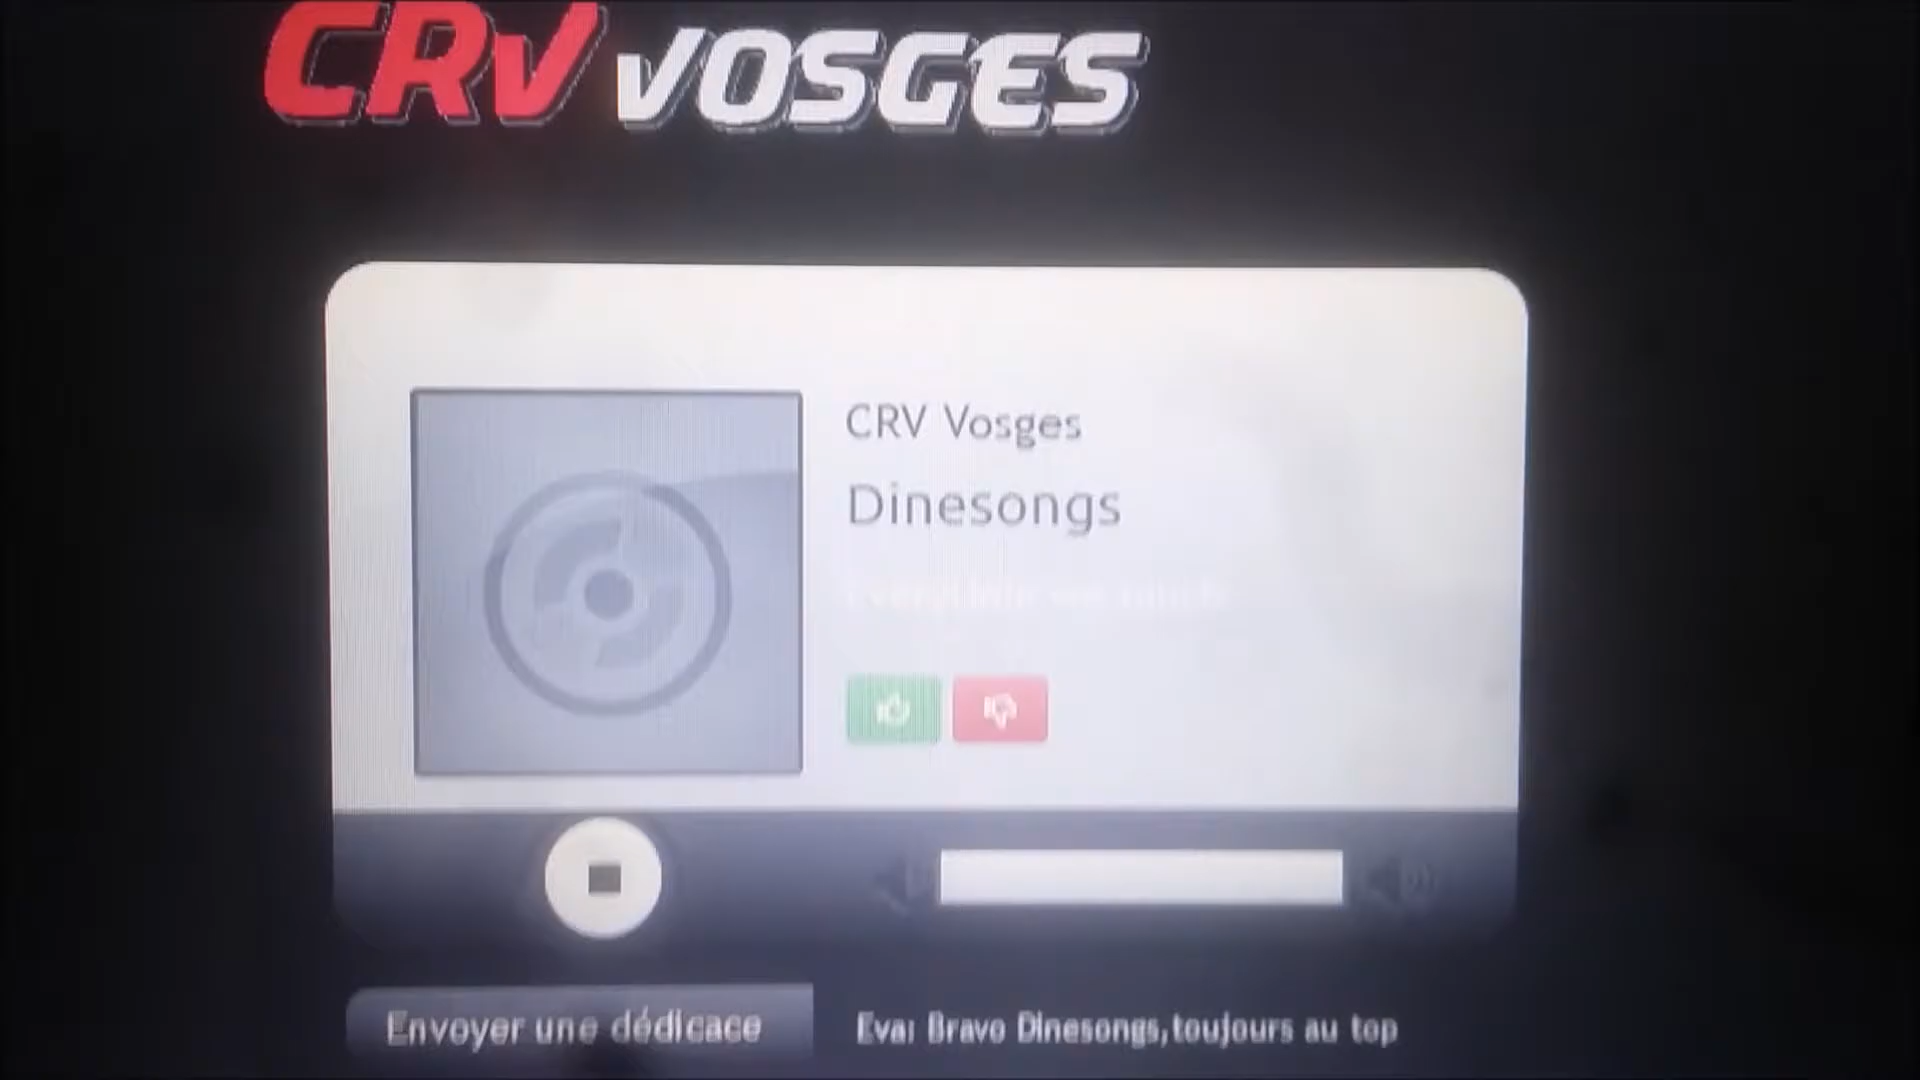 CRV VOSGES
CRV Vosges
Dinesongs
Envoyer une dédicace
Eva: Bravo Dinesongs,toujours au top